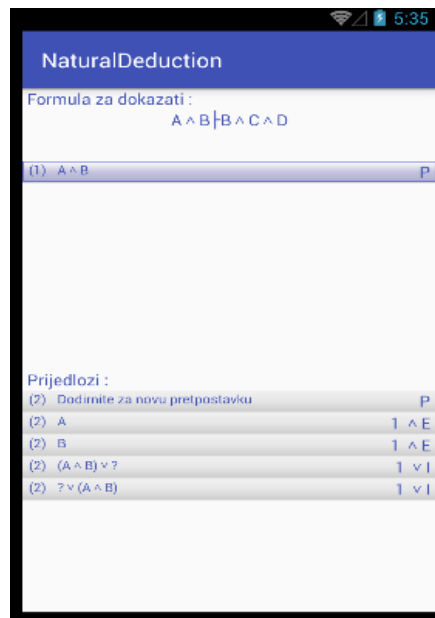 5:35
NaturalDeduction
Formula za dokazati :
A ∧ B ⊢ B ∧ C ∧ D
(1) A ∧ B P
Prijedlozi :
(2) Dodirnite za novu pretpostavku P
(2) A 1 ∧ E
(2) B 1 ∧ E
(2) (A ∧ B) ∨ ? 1 ∨ I
(2) ? ∨ (A ∧ B) 1 ∨ I